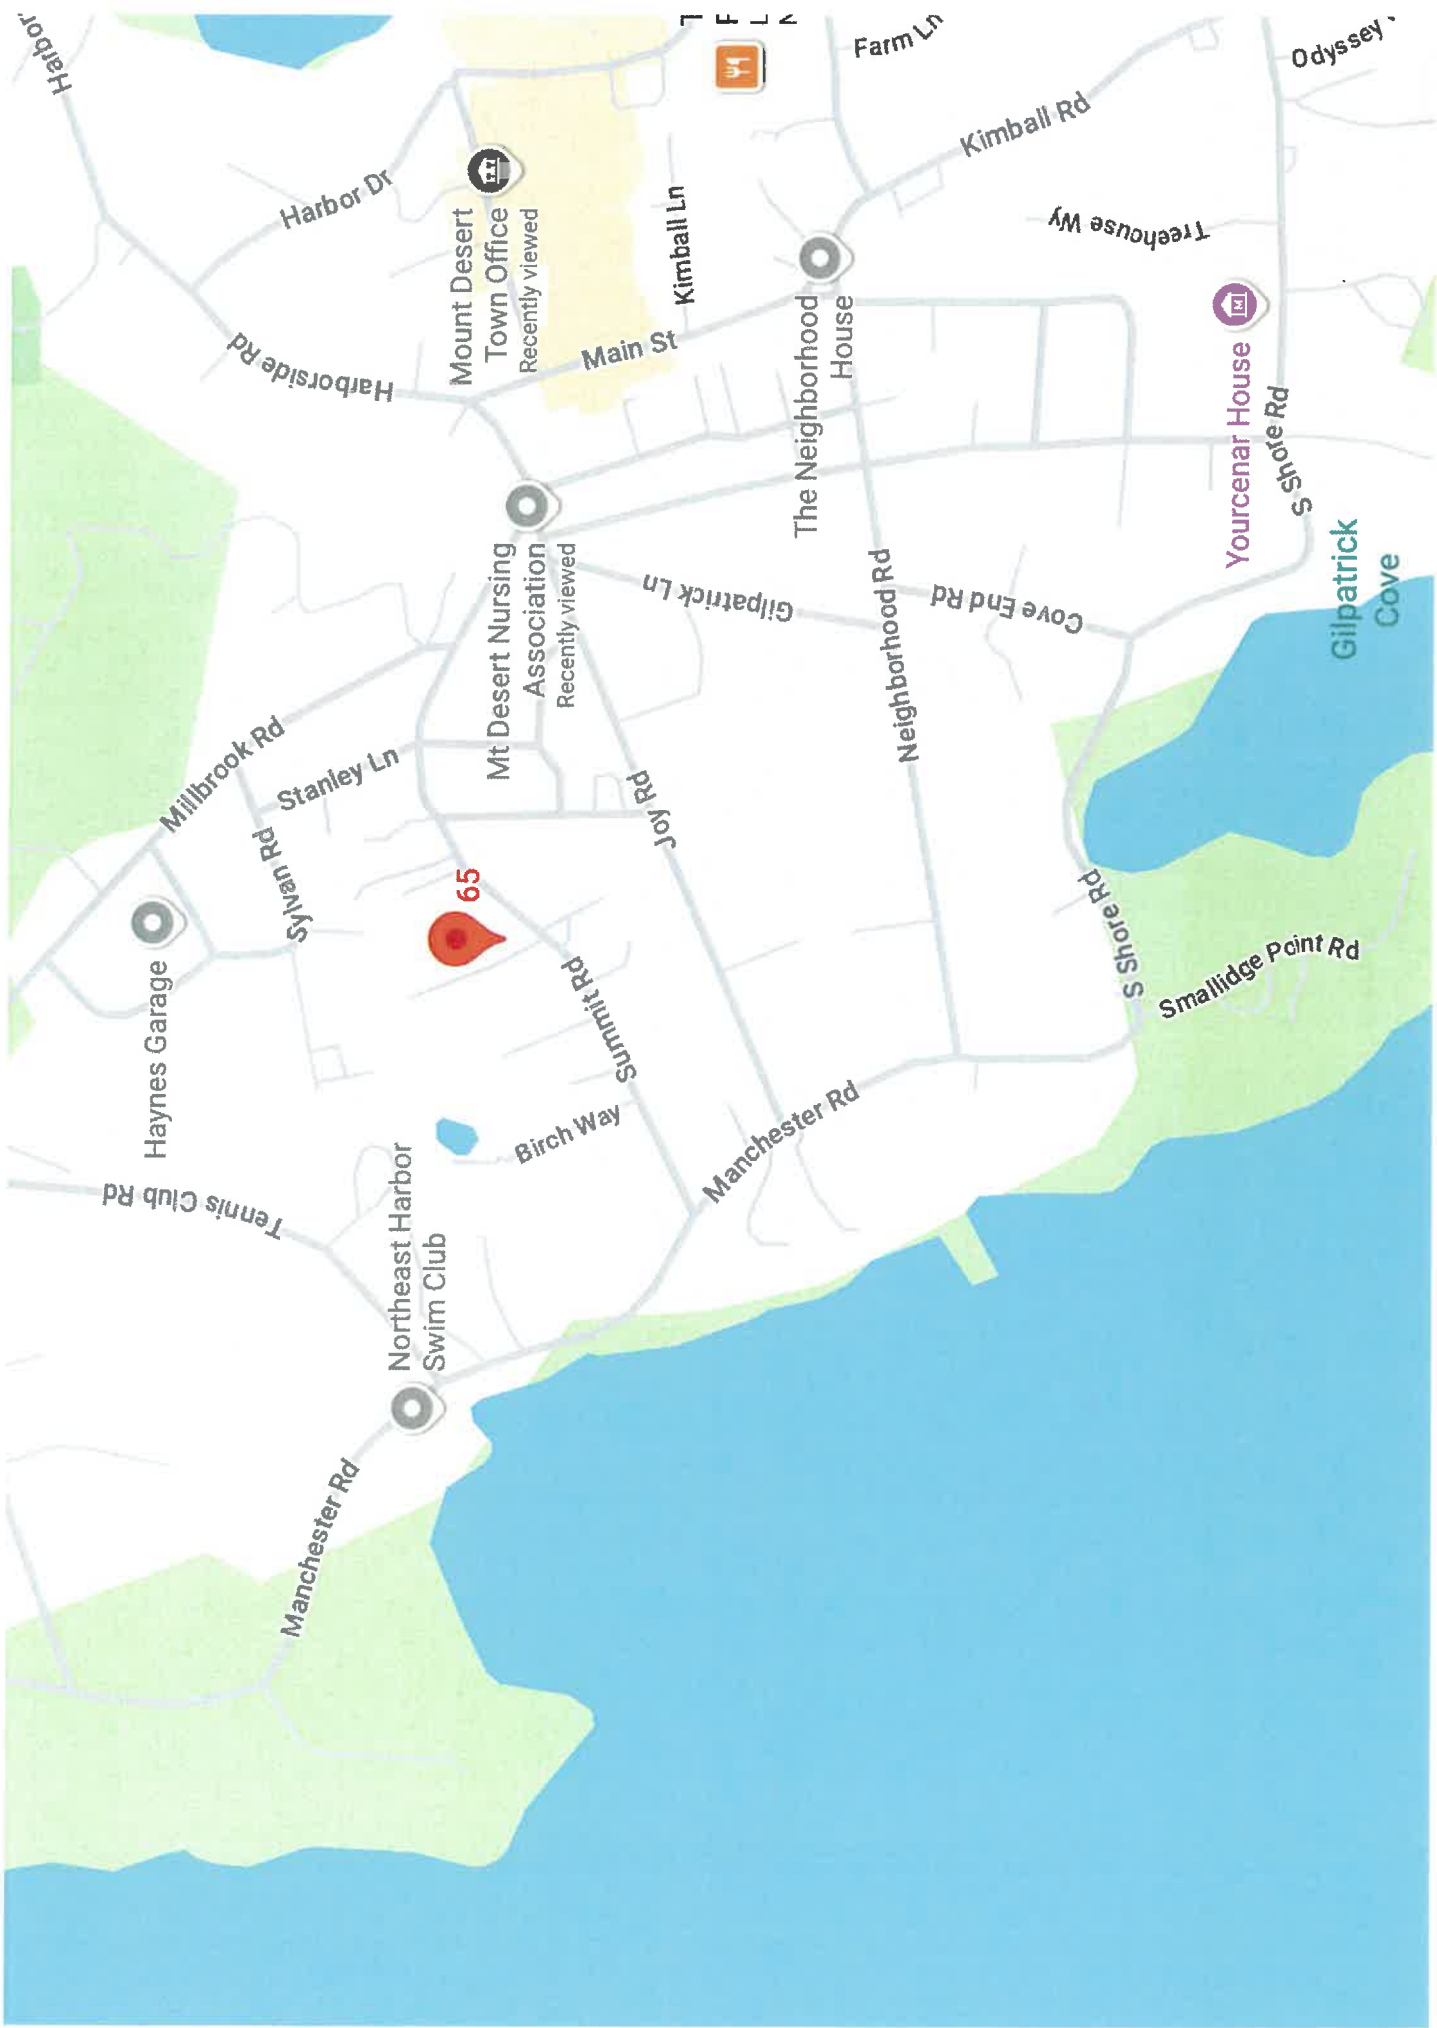 Harbor
Tennis Club Rd
Haynes Garage
Millbrook Rd
Harborside Rd
Sylvan Rd
Stanley Ln
Harbor Dr
Manchester Rd
Northeast Harbor
Swim Club
65
Mount Desert
Town Office
Recently viewed
Mt Desert Nursing
Association
Recently viewed
Birch Way
Summit Rd
Main St
Kimball Ln
Joy Rd
Gilpatrick Ln
Manchester Rd
The Neighborhood
House
Farm Ln
Neighborhood Rd
Cove End Rd
Kimball Rd
S Shore Rd
Treehouse Wy
Smallidge Point Rd
Yourcenar House
S Shore Rd
Odyssey
Gilpatrick
Cove